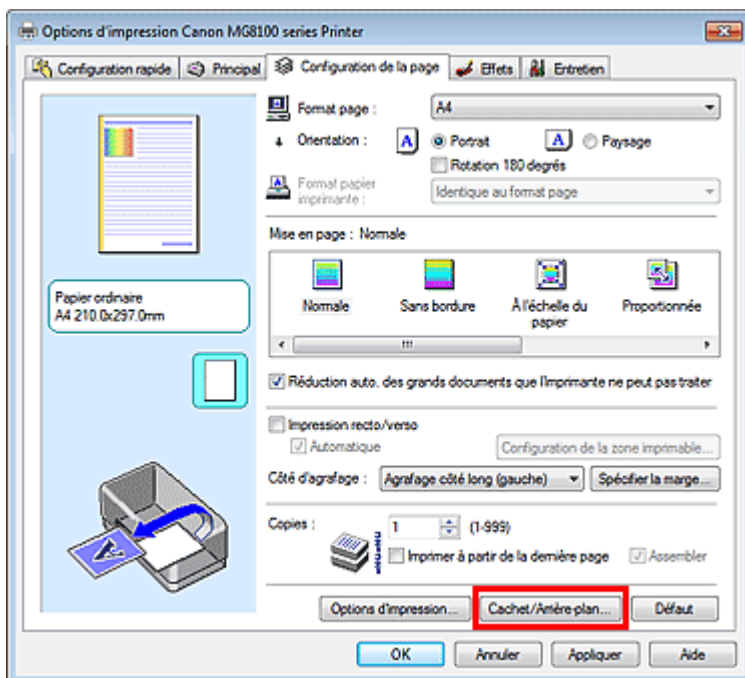 Options d'impression Canon MG8100 series Printer
Configuration rapide Principal Configuration de la page Effets Entretien
Format page : A4
Orientation : A Portrait A Paysage
Rotation 180 degrés
Format papier imprimante : Identique au format page
Mise en page : Normale
Normale Sans bordure À l'échelle du papier Proportionnée
Papier ordinaire
A4 210.0x297.0mm
Réduction auto. des grands documents que l'imprimante ne peut pas traiter
Impression recto/verso
Automatique Configuration de la zone imprimable...
Côté d'agrafage : Agrafage côté long (gauche) Spécifier la marge...
Copies : 1 (1-999)
Imprimer à partir de la dernière page Assembler
Options d'impression... Cachet/Arrière-plan... Défaut
OK Annuler Appliquer Aide